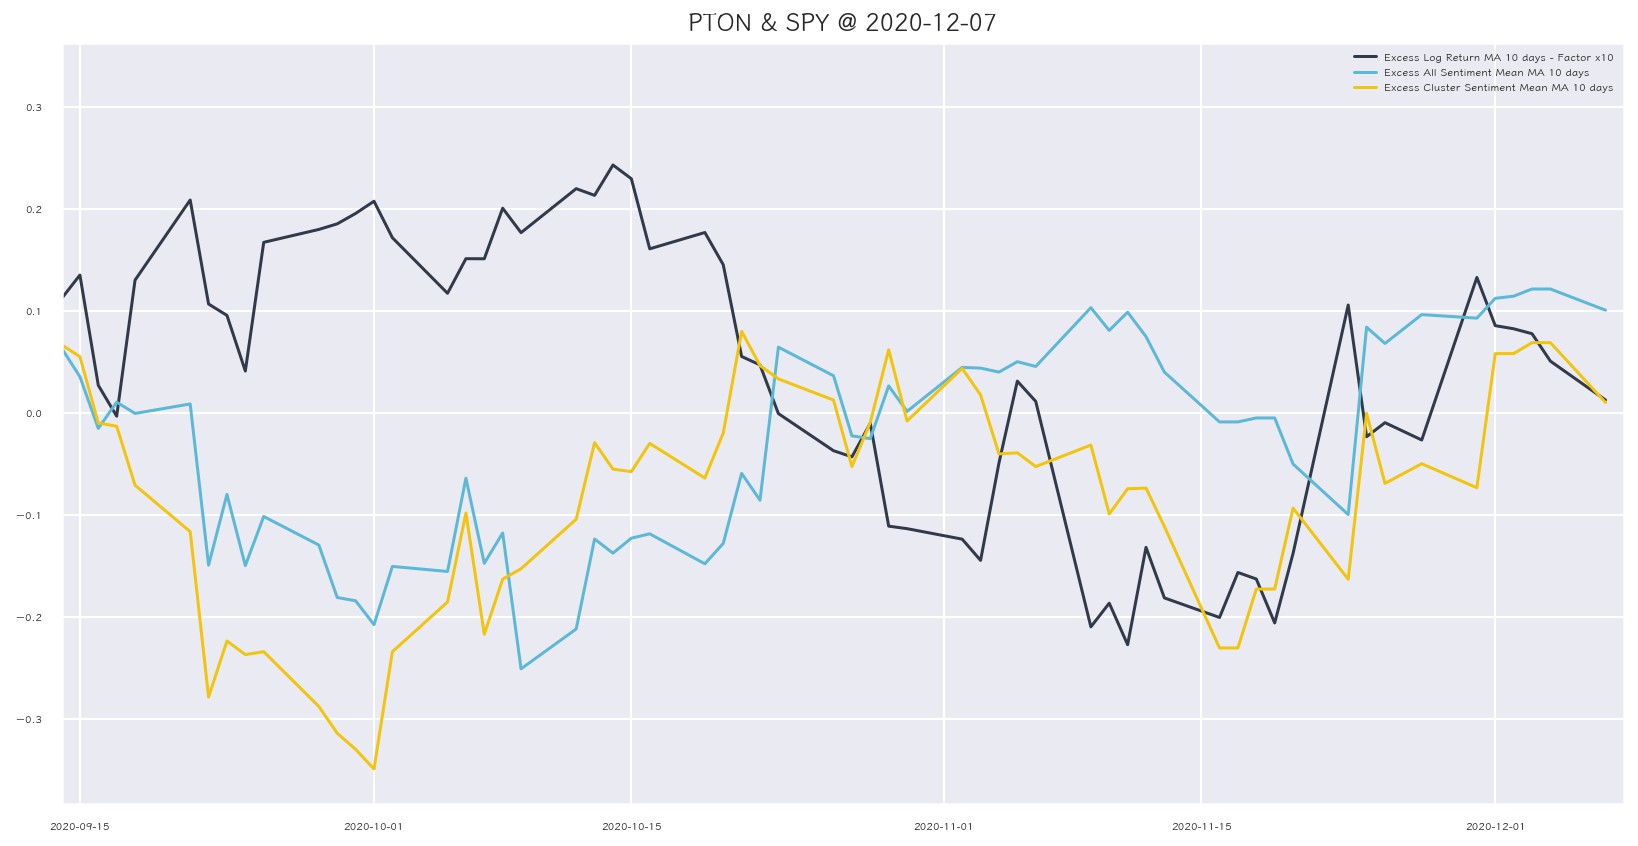 PTON & SPY @ 2020-12-07
Excess Log Return MA 10 days - Factor x10
Excess All Sentiment Mean MA 10 days
Excess Cluster Sentiment Mean MA 10 days
0.3
0.2
0.1
0.0
−0.1
−0.2
−0.3
2020-09-15 2020-10-01 2020-10-15 2020-11-01 2020-11-15 2020-12-01